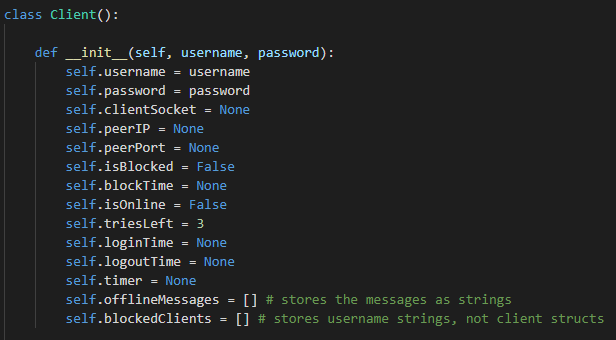 class Client():
def __init__(self, username, password):
self.username = username
self.password = password
self.clientSocket = None
self.peerIP = None
self.peerPort = None
self.isBlocked = False
self.blockTime = None
self.isOnline = False
self.triesLeft = 3
self.loginTime = None
self.logoutTime = None
self.timer = None
self.offlineMessages = [] # stores the messages as strings
self.blockedClients = [] # stores username strings, not client structs